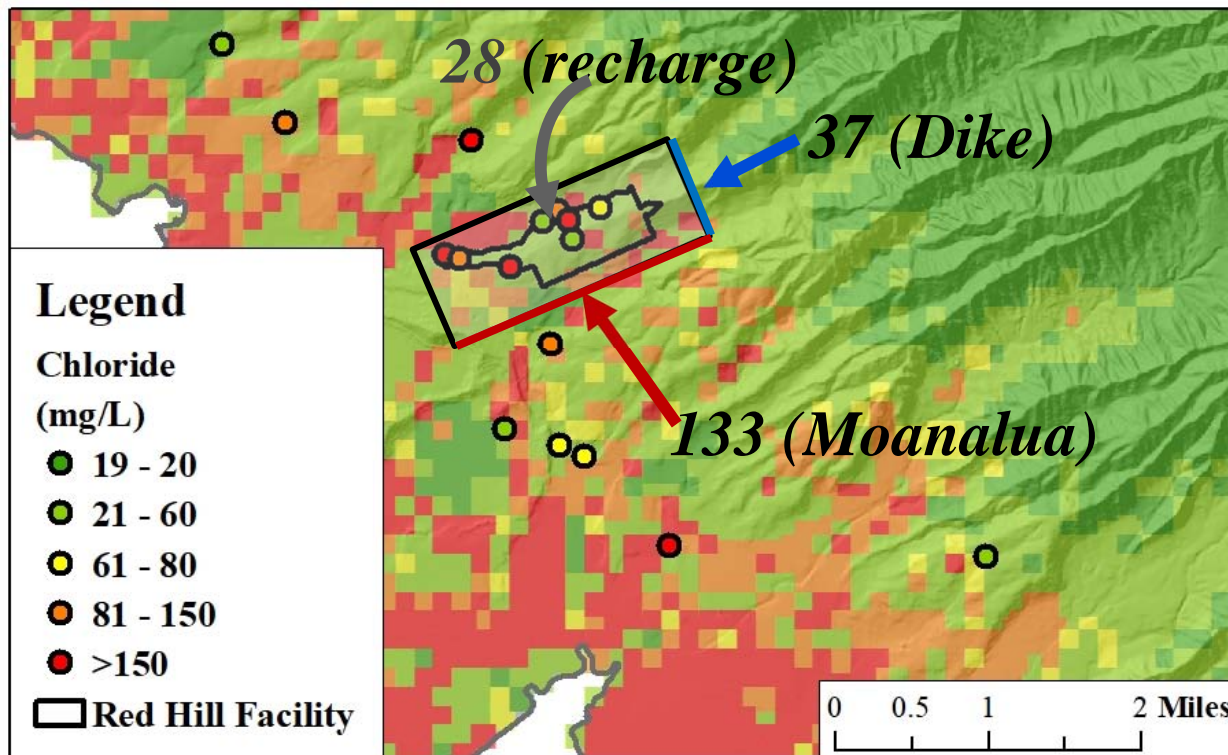 28 (recharge)
37 (Dike)
133 (Moanalua)
Legend
Chloride
(mg/L)
19 - 20
21 - 60
61 - 80
81 - 150
>150
Red Hill Facility
0 0.5 1 2 Miles